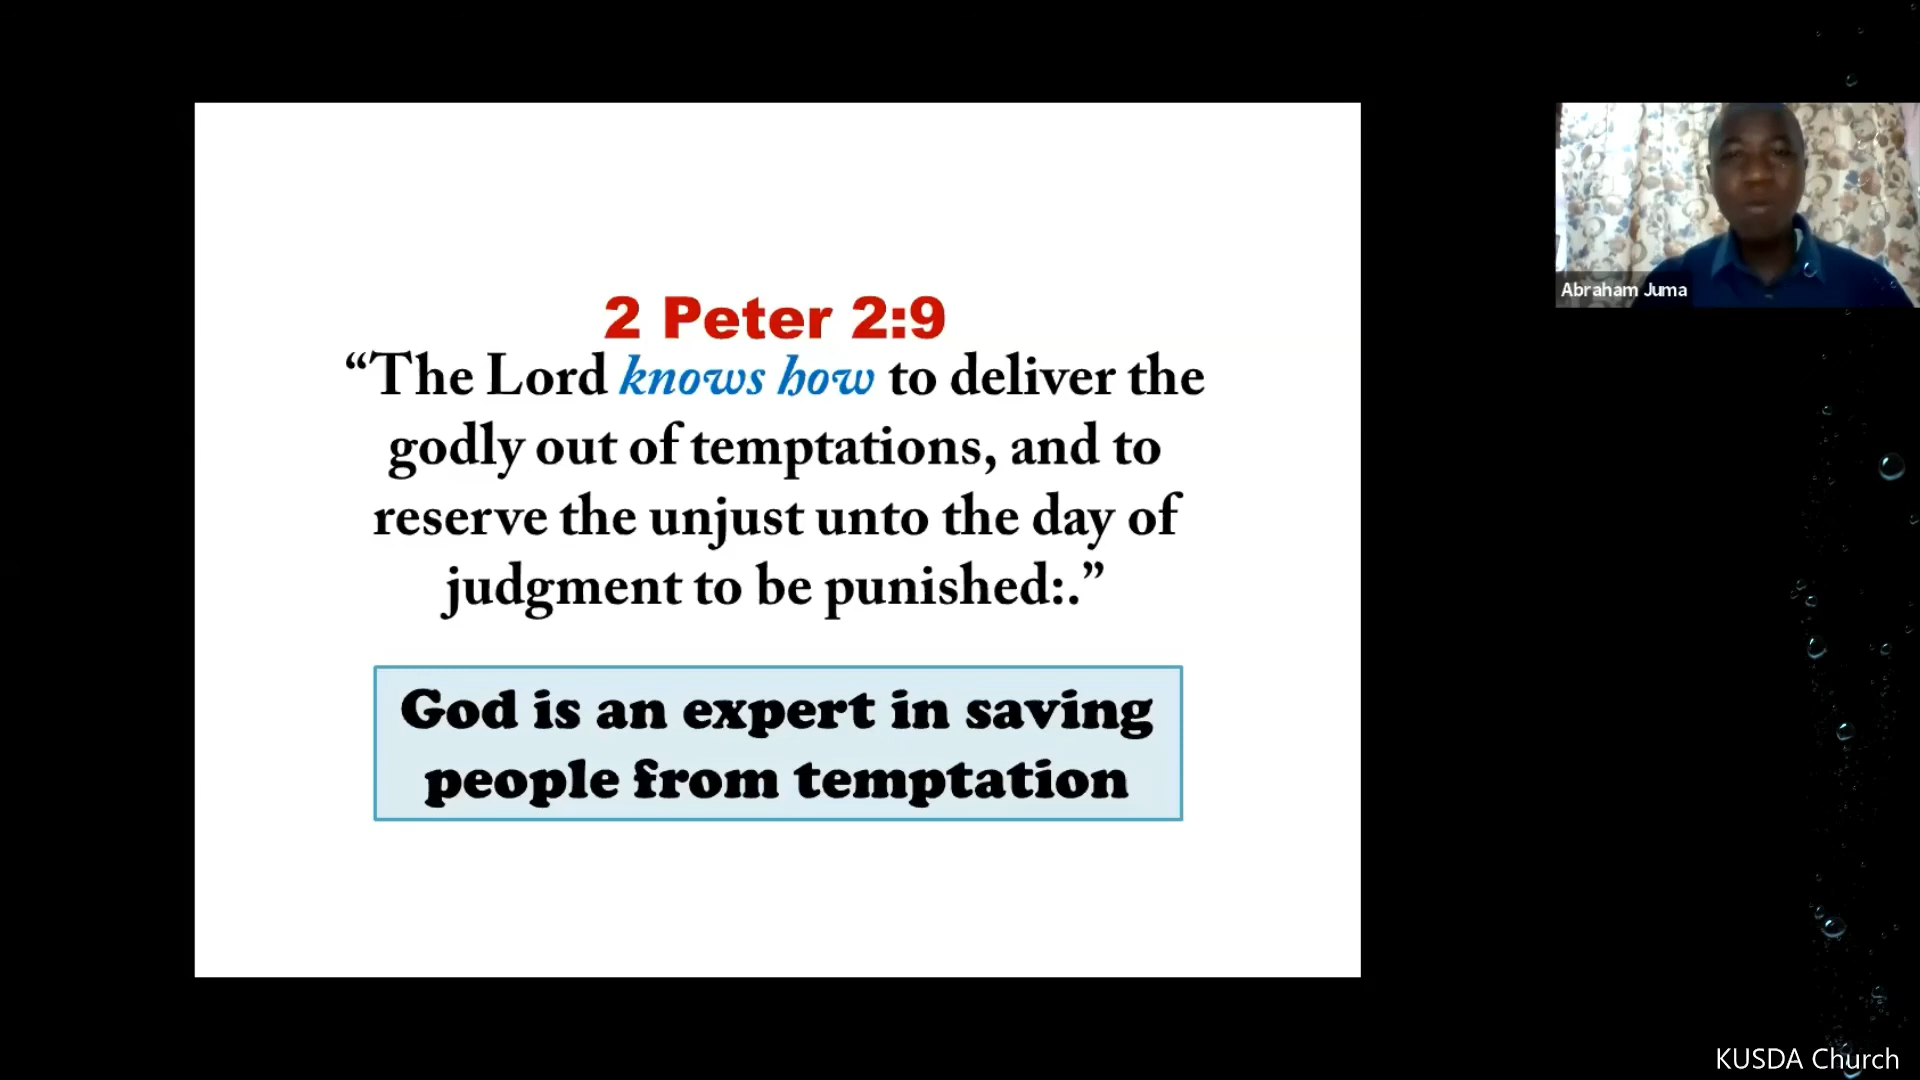 2 Peter 2:9
“The Lord knows how to deliver the
godly out of temptations, and to
reserve the unjust unto the day of
judgment to be punished:.”
God is an expert in saving
people from temptation
Abraham Juma
KUSDA Church